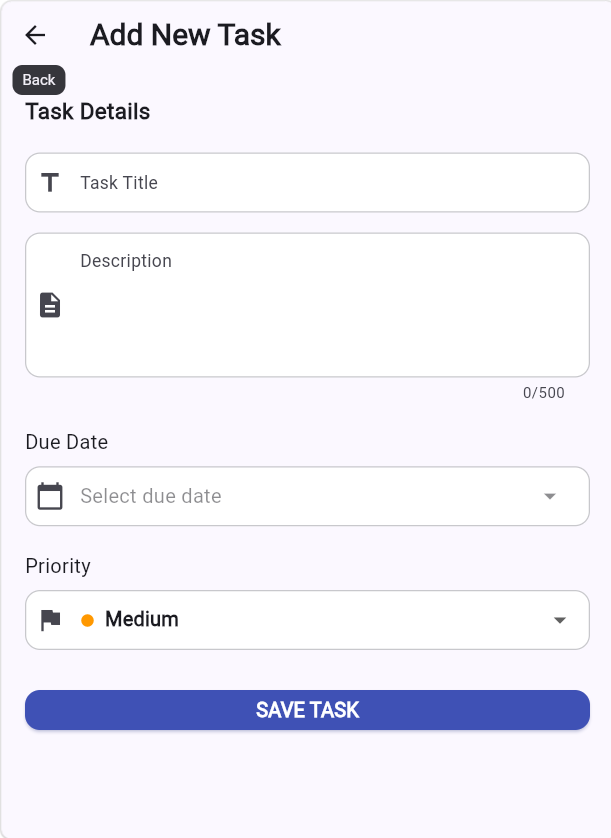 Add New Task
Back
Task Details
Task Title
Description
0/500
Due Date
Select due date
Priority
Medium
SAVE TASK